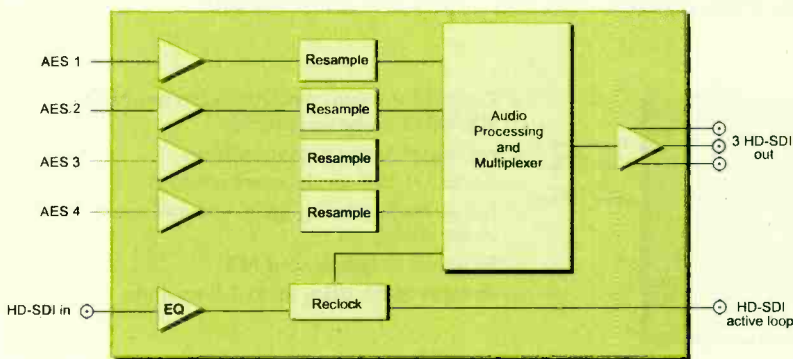 AES 1
Resample
AES 2
Resample
AES 3
Resample
AES 4
Resample
Audio
Processing
and
Multiplexer
3 HD-SDI
out
HD-SDI in
EQ
Reclock
HD-SDI
active loop